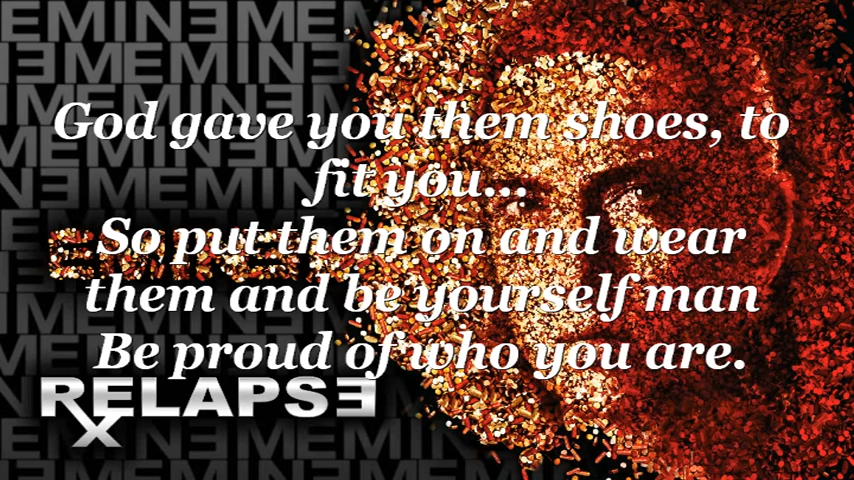 God gave you them shoes, to
fit you...
So put them on and wear
EMINEM
them and be yourself man
Be proud of who you are.
RELAPSE